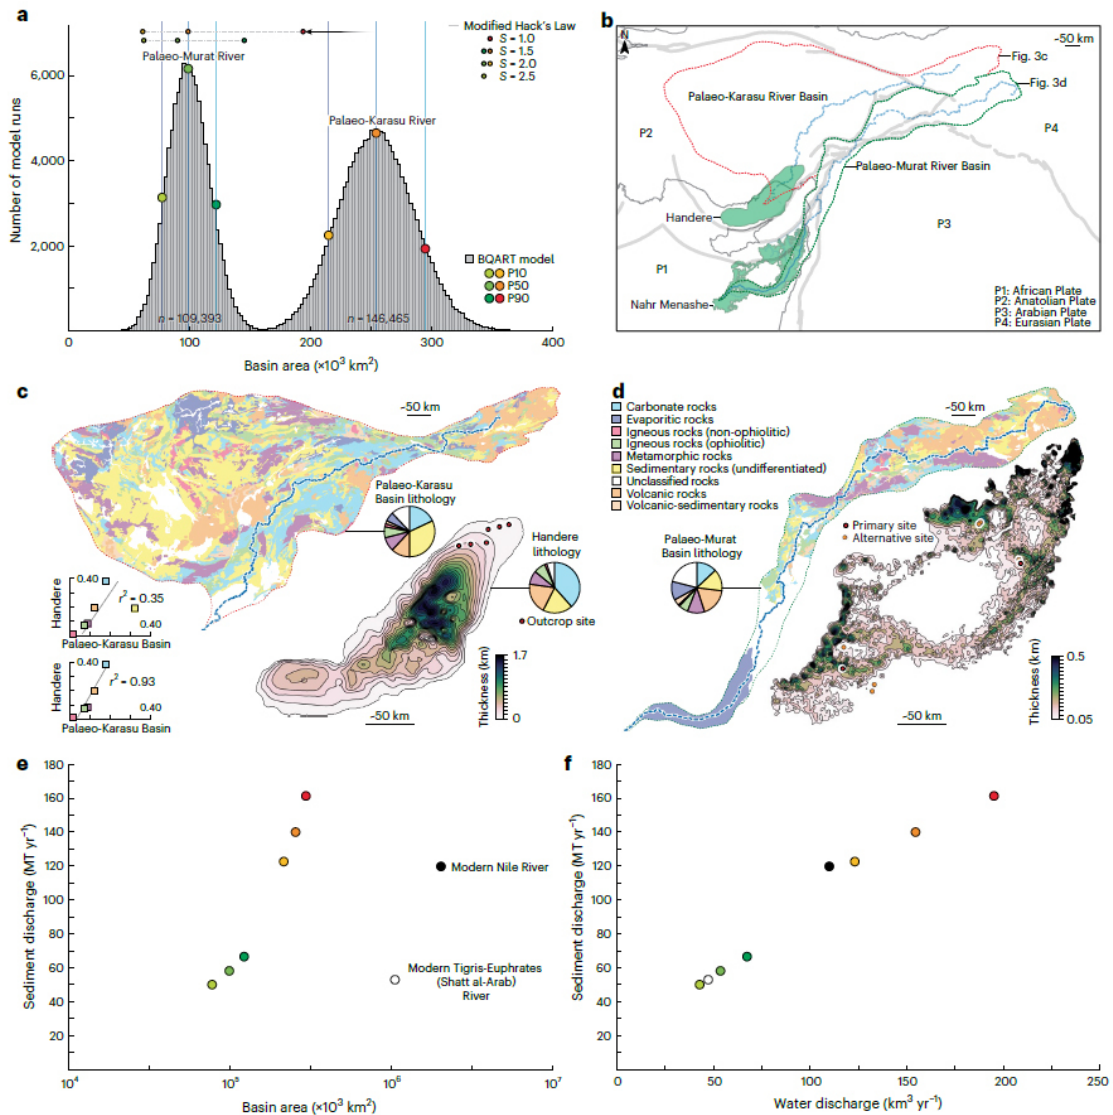 a
Modified Hack's Law
S - 1.0
S - 1.5
S - 2.0
S - 2.5
Palaeo-Murat River
Palaeo-Karasu River
6,000
4,000
2,000
Number of model runs
BQART model
P10
P50
P90
n - 109,393
n - 146,465
0
100
200
300
400
Basin area (×10³ km²)
b
N
-50 km
Fig. 3c
Fig. 3d
Palaeo-Karasu River Basin
P2
P4
Palaeo-Murat River Basin
Handere
P3
P1
Nahr Menashe
P1: African Plate
P2: Anatolian Plate
P3: Arabian Plate
P4: Eurasian Plate
c
-50 km
Palaeo-Karasu
Basin lithology
Handere
lithology
Outcrop site
0.40
r² - 0.35
Handere
0.40
Palaeo-Karasu Basin
0.40
r² - 0.93
Handere
0.40
Palaeo-Karasu Basin
Thickness (km)
1.7
0
-50 km
d
Carbonate rocks
Evaporitic rocks
Igneous rocks (non-ophiolitic)
Igneous rocks (ophiolitic)
Metamorphic rocks
Sedimentary rocks (undifferentiated)
Unclassified rocks
Volcanic rocks
Volcanic-sedimentary rocks
-50 km
Primary site
Alternative site
Palaeo-Murat
Basin lithology
Thickness (km)
0.5
0.05
-50 km
e
180
160
140
120
100
80
60
40
20
Sediment discharge (MT yr⁻¹)
Modern Nile River
Modern Tigris-Euphrates
(Shatt al-Arab)
River
10⁴
10⁵
10⁶
10⁷
Basin area (×10³ km²)
f
180
160
140
120
100
80
60
40
20
Sediment discharge (MT yr⁻¹)
0
50
100
150
200
250
Water discharge (km³ yr⁻¹)